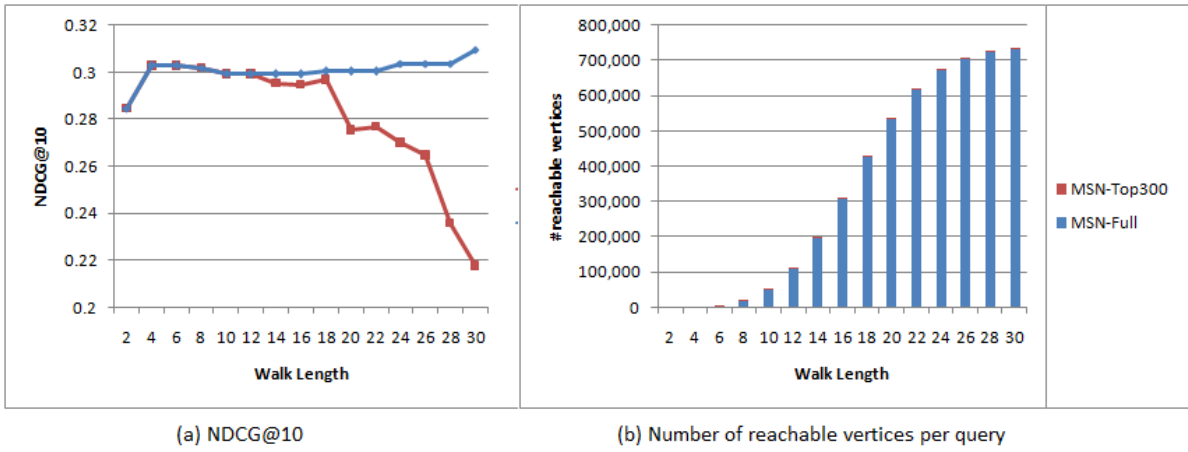 0.32
0.3
0.28
0.26
0.24
0.22
0.2
NDCG@10
2 4 6 8 10 12 14 16 18 20 22 24 26 28 30
Walk Length
800,000
700,000
600,000
500,000
400,000
300,000
200,000
100,000
0
#reachable vertices
2 4 6 8 10 12 14 16 18 20 22 24 26 28 30
Walk Length
MSN-Top300
MSN-Full
(a) NDCG@10
(b) Number of reachable vertices per query